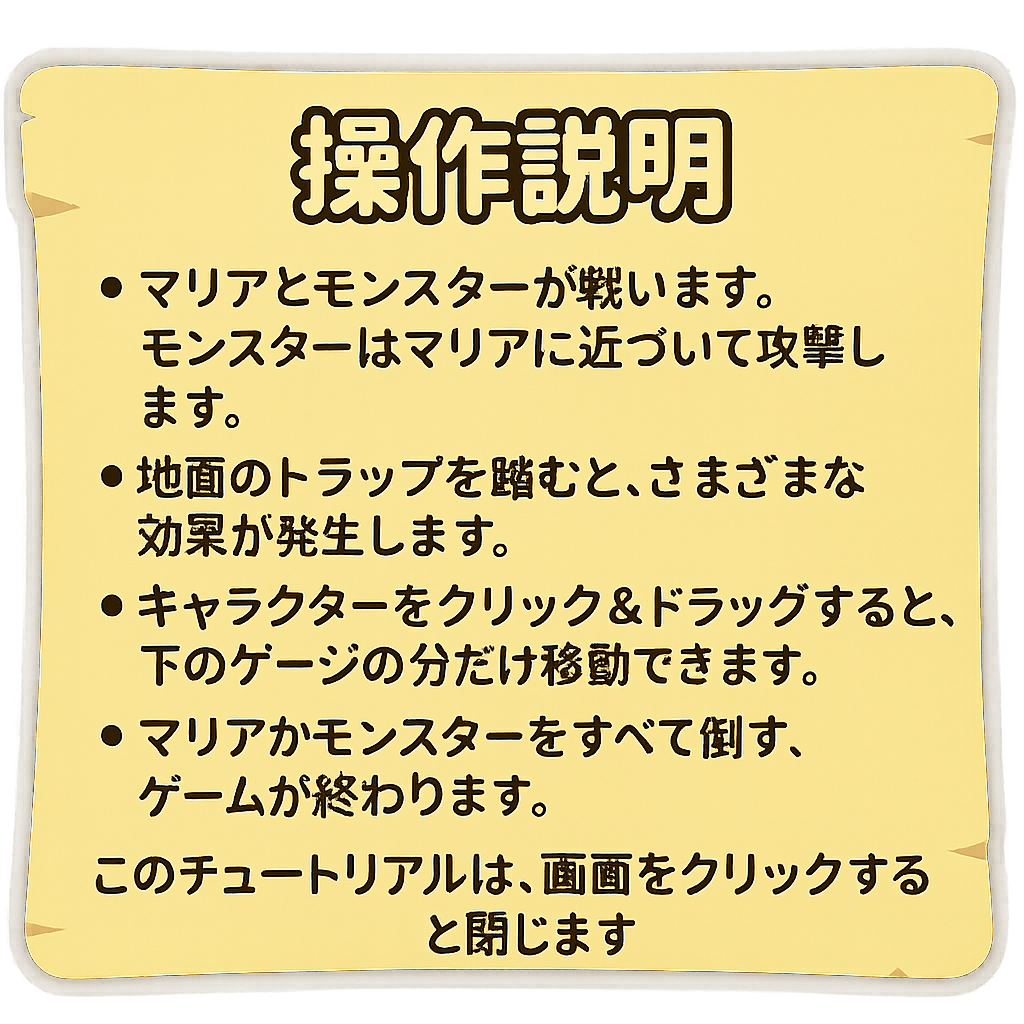 操作説明
• マリアとモンスターが戦います。
モンスターはマリアに近づいて攻撃し
ます。
• 地面のトラップを踏むと、さまざまな
効果が発生します。
• キャラクターをクリック&ドラッグすると、
下のゲージの分だけ移動できます。
• マリアかモンスターをすべて倒す、
ゲームが終わります。
このチュートリアルは、画面をクリックする
と閉じます